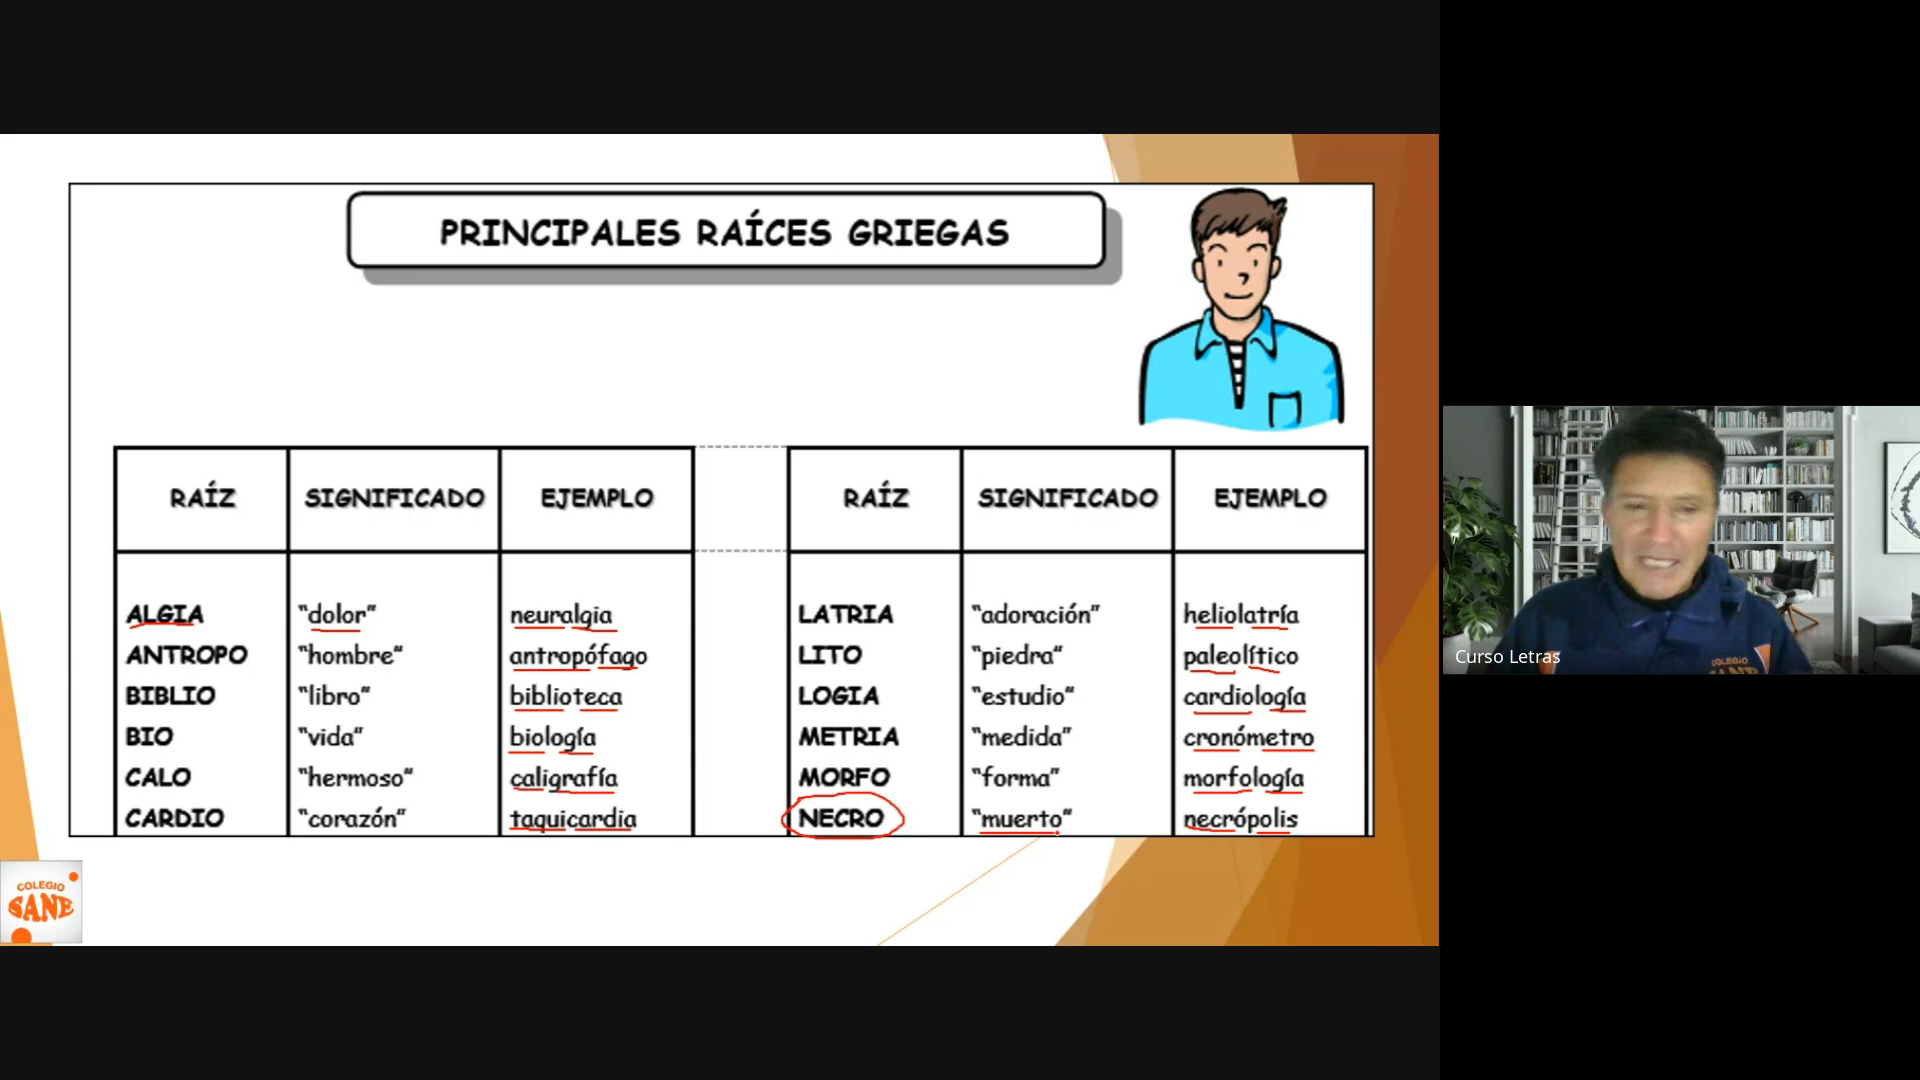 PRINCIPALES RAÍCES GRIEGAS
RAÍZ SIGNIFICADO EJEMPLO RAÍZ SIGNIFICADO EJEMPLO
ALGIA “dolor” neuralgia LATRIA “adoración” heliolatría
ANTROPO “hombre” antropófago LITO “piedra” paleolítico
BIBLIO “libro” biblioteca LOGIA “estudio” cardiología
BIO “vida” biología METRIA “medida” cronómetro
CALO “hermoso” caligrafía MORFO “forma” morfología
CARDIO “corazón” taquicardia NECRO “muerto” necrópolis
COLEGIO
SANE
Curso Letras
COLEGIO